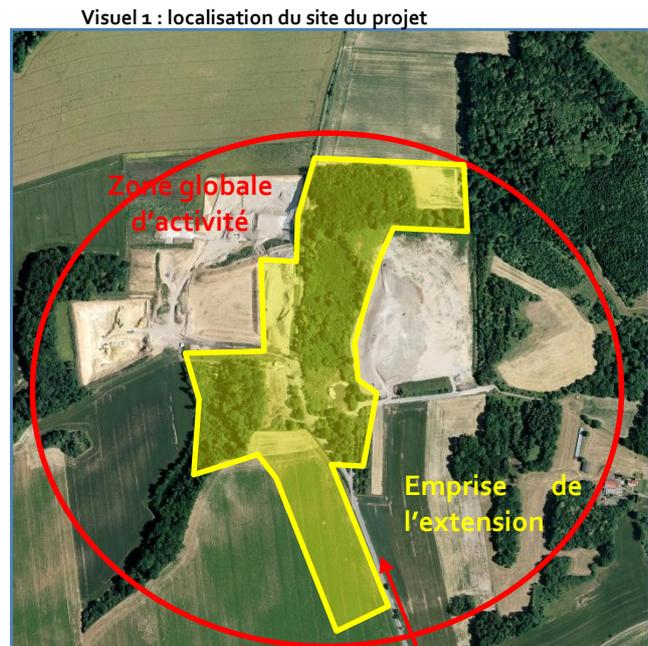 Visuel 1 : localisation du site du projet
Zone globale
d'activité
Emprise de
l'extension